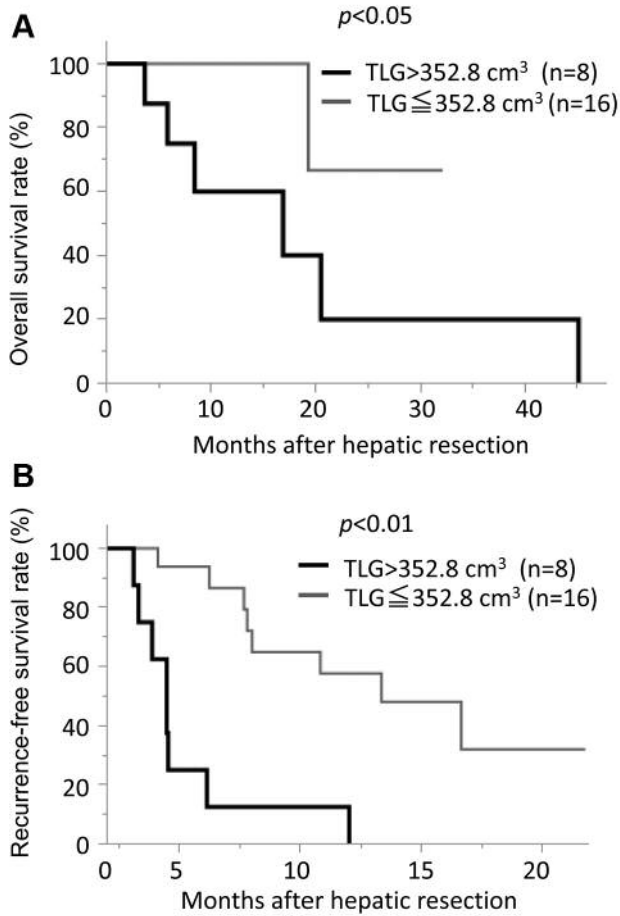 A
p<0.05
TLG>352.8 cm³ (n=8)
TLG≦352.8 cm³ (n=16)
Overall survival rate (%)
100
80
60
40
20
0
0 10 20 30 40
Months after hepatic resection
B
p<0.01
TLG>352.8 cm³ (n=8)
TLG≦352.8 cm³ (n=16)
Recurrence-free survival rate (%)
100
80
60
40
20
0
0 5 10 15 20
Months after hepatic resection